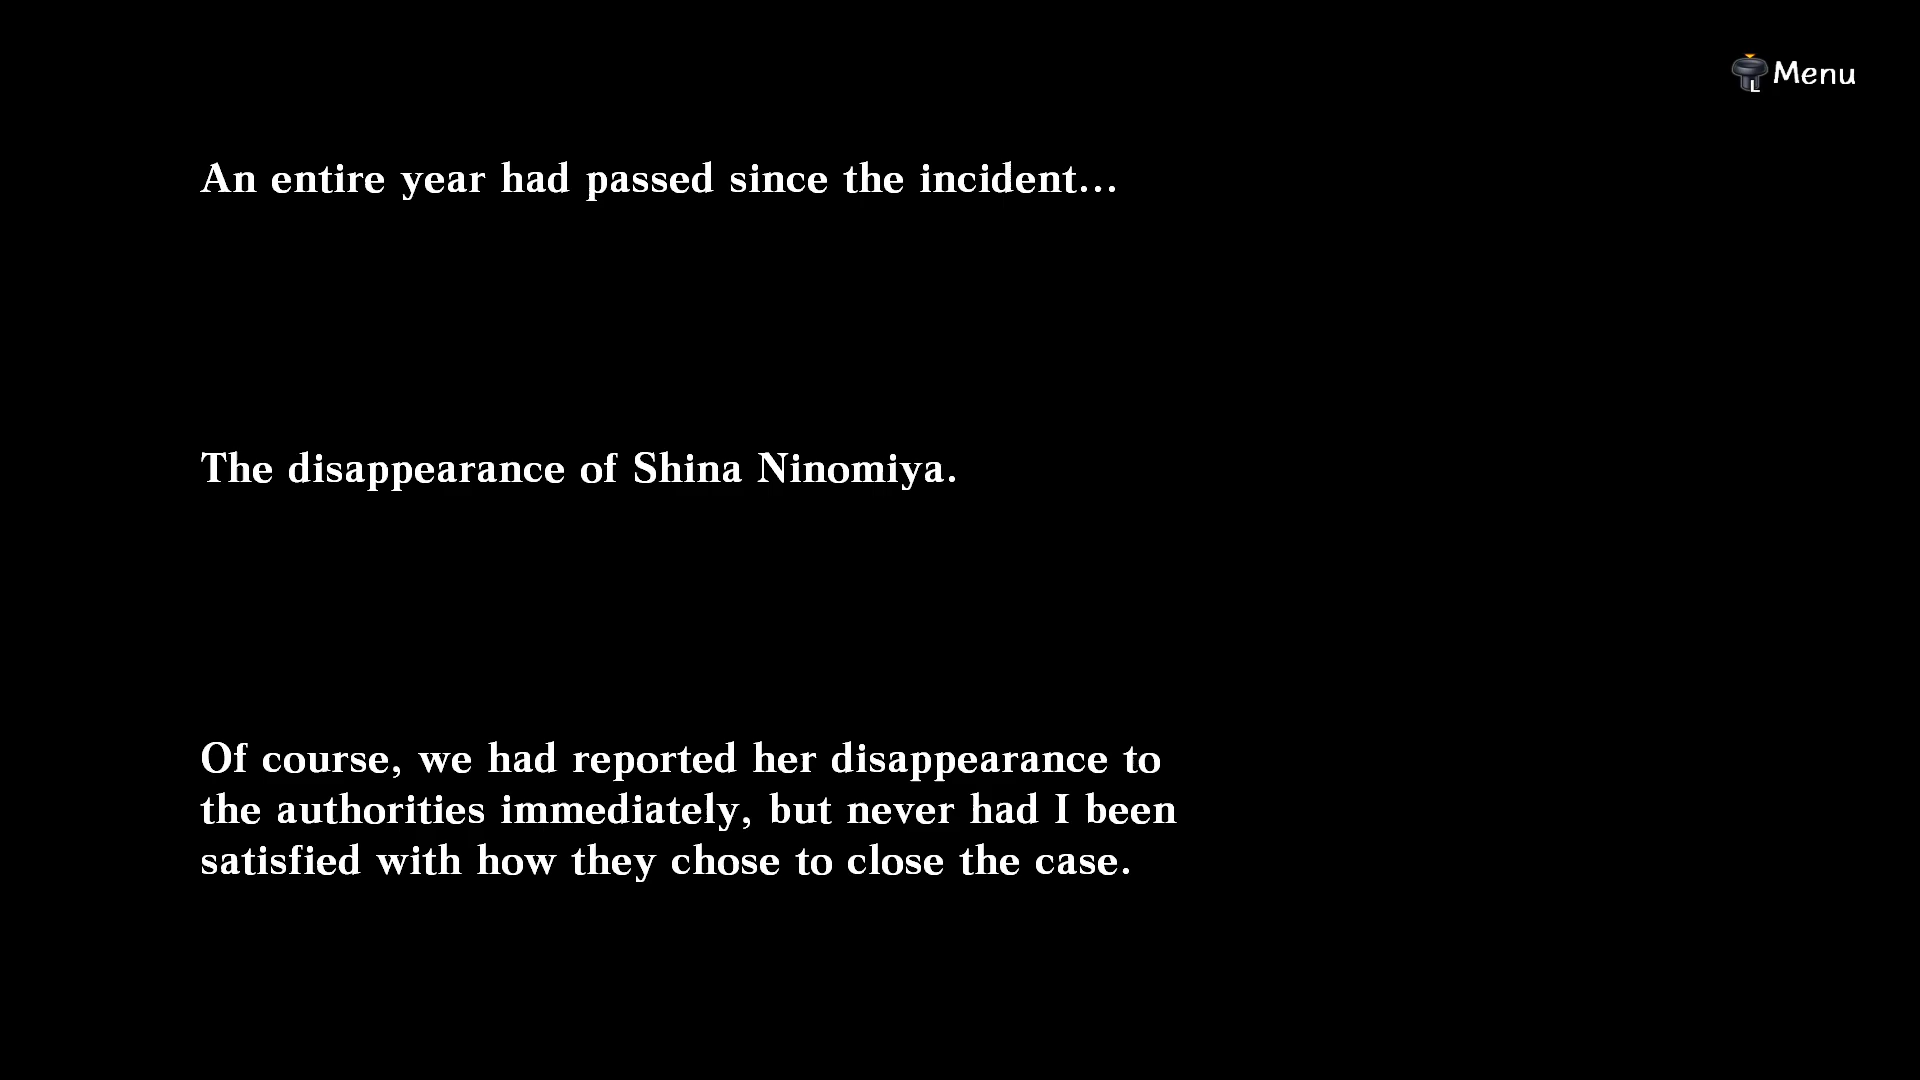 L Menu
An entire year had passed since the incident...
The disappearance of Shina Ninomiya.
Of course, we had reported her disappearance to
the authorities immediately, but never had I been
satisfied with how they chose to close the case.